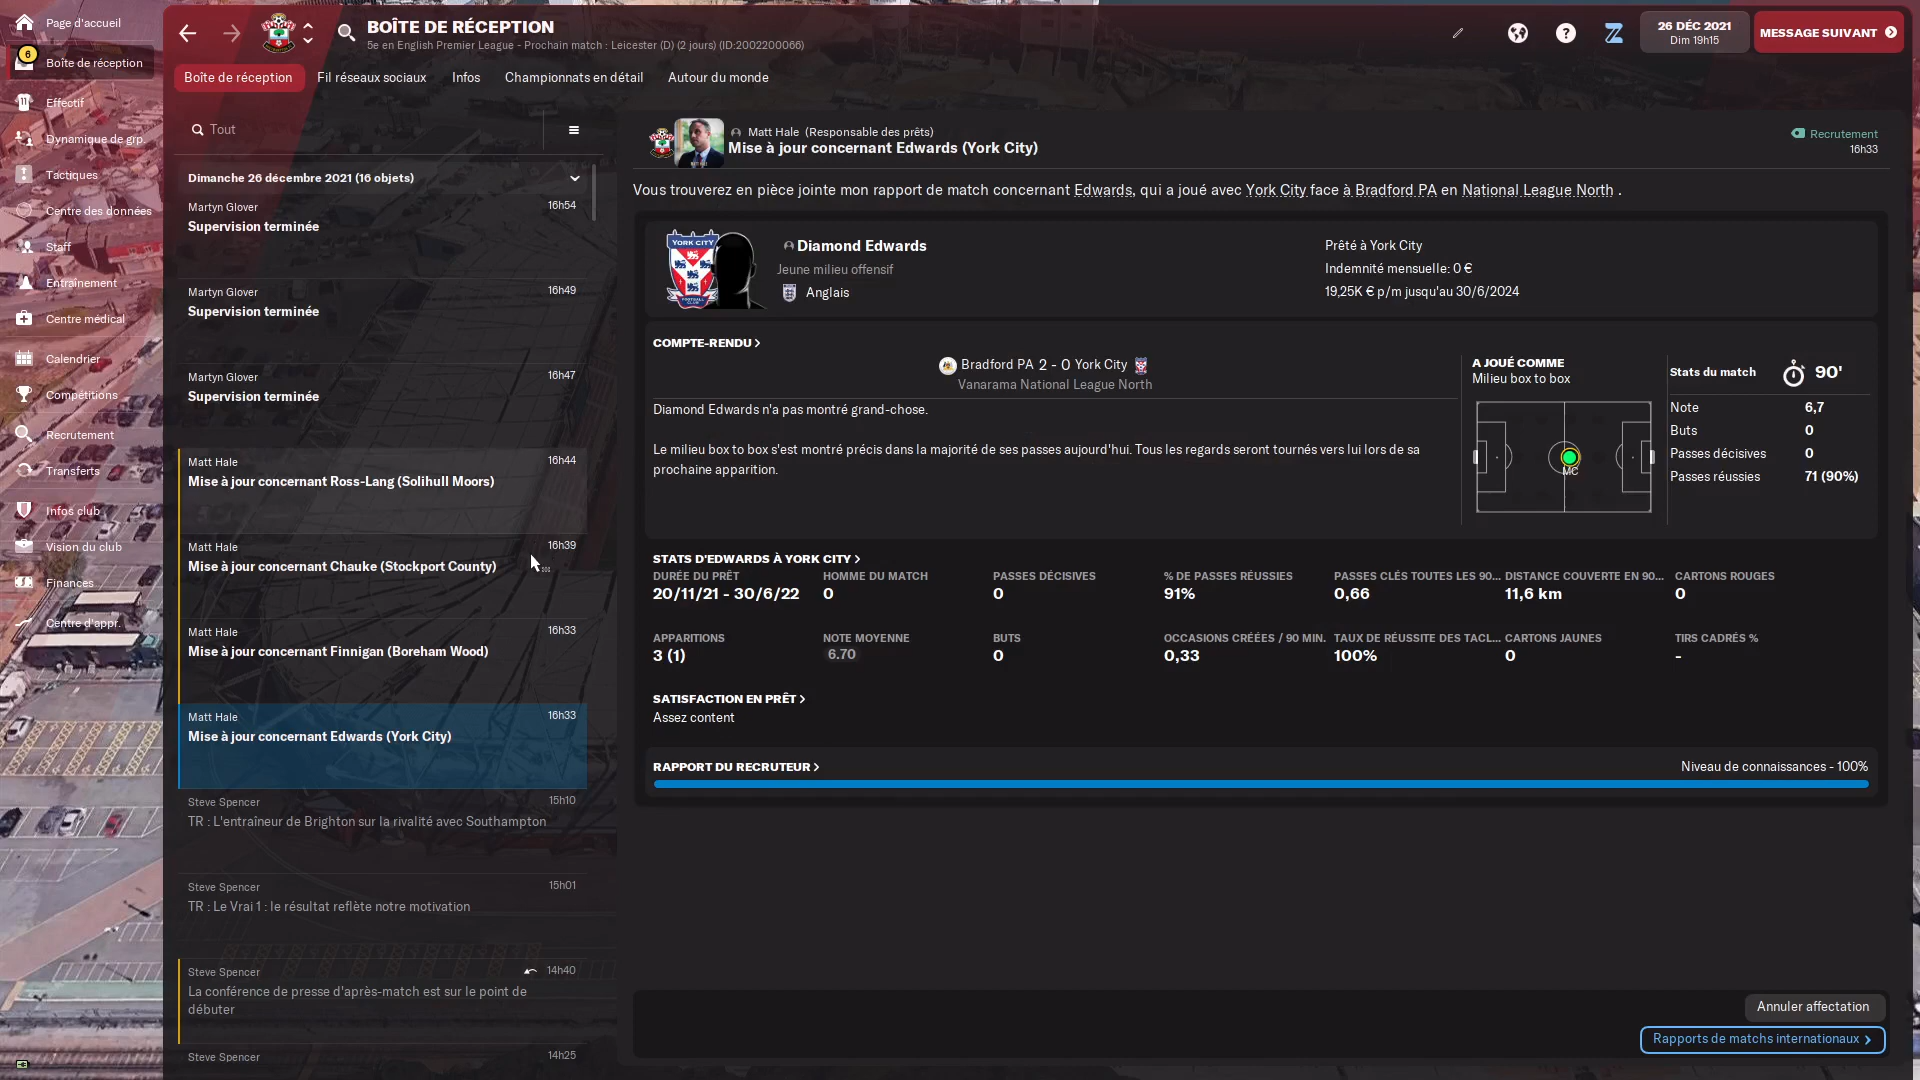 Page d'accueil
6
Boîte de réception
Effectif
Dynamique de grp.
Tactiques
Centre des données
Staff
Entraînement
Centre médical
Calendrier
Compétitions
Recrutement
Transferts
Infos club
Vision du club
Finances
Centre d'appr.
BOÎTE DE RÉCEPTION
5e en English Premier League - Prochain match : Leicester (D) (2 jours) (ID:2002200066)
26 DÉC 2021
Dim 19h15
MESSAGE SUIVANT
Boîte de réception
Fil réseaux sociaux
Infos
Championnats en détail
Autour du monde
Tout
Dimanche 26 décembre 2021 (16 objets)
Martyn Glover 16h54
Supervision terminée
Martyn Glover 16h49
Supervision terminée
Martyn Glover 16h47
Supervision terminée
Matt Hale 16h44
Mise à jour concernant Ross-Lang (Solihull Moors)
Matt Hale 16h39
Mise à jour concernant Chauke (Stockport County)
Matt Hale 16h33
Mise à jour concernant Finnigan (Boreham Wood)
Matt Hale 16h33
Mise à jour concernant Edwards (York City)
Steve Spencer 15h10
TR : L'entraîneur de Brighton sur la rivalité avec Southampton
Steve Spencer 15h01
TR : Le Vrai 1 : le résultat reflète notre motivation
Steve Spencer 14h40
La conférence de presse d'après-match est sur le point de
débuter
Steve Spencer 14h25
Matt Hale (Responsable des prêts)
Mise à jour concernant Edwards (York City)
Recrutement
16h33
Vous trouverez en pièce jointe mon rapport de match concernant Edwards, qui a joué avec York City face à Bradford PA en National League North .
YORK CITY
FOOTBALL CLUB
Diamond Edwards
Jeune milieu offensif
Anglais
Prêté à York City
Indemnité mensuelle: 0 €
19,25K € p/m jusqu'au 30/6/2024
COMPTE-RENDU
Bradford PA 2 - 0 York City
Vanarama National League North
Diamond Edwards n'a pas montré grand-chose.
Le milieu box to box s'est montré précis dans la majorité de ses passes aujourd'hui. Tous les regards seront tournés vers lui lors de sa
prochaine apparition.
A JOUÉ COMME
Milieu box to box
MC
Stats du match 90'
Note 6,7
Buts 0
Passes décisives 0
Passes réussies 71 (90%)
STATS D'EDWARDS À YORK CITY
DURÉE DU PRÊT HOMME DU MATCH PASSES DÉCISIVES % DE PASSES RÉUSSIES PASSES CLÉS TOUTES LES 90... DISTANCE COUVERTE EN 90... CARTONS ROUGES
20/11/21 - 30/6/22 0 0 91% 0,66 11,6 km 0
APPARITIONS NOTE MOYENNE BUTS OCCASIONS CRÉÉES / 90 MIN. TAUX DE RÉUSSITE DES TACL... CARTONS JAUNES TIRS CADRÉS %
3 (1) 6.70 0 0,33 100% 0 -
SATISFACTION EN PRÊT
Assez content
RAPPORT DU RECRUTEUR
Niveau de connaissances - 100%
Annuler affectation
Rapports de matchs internationaux